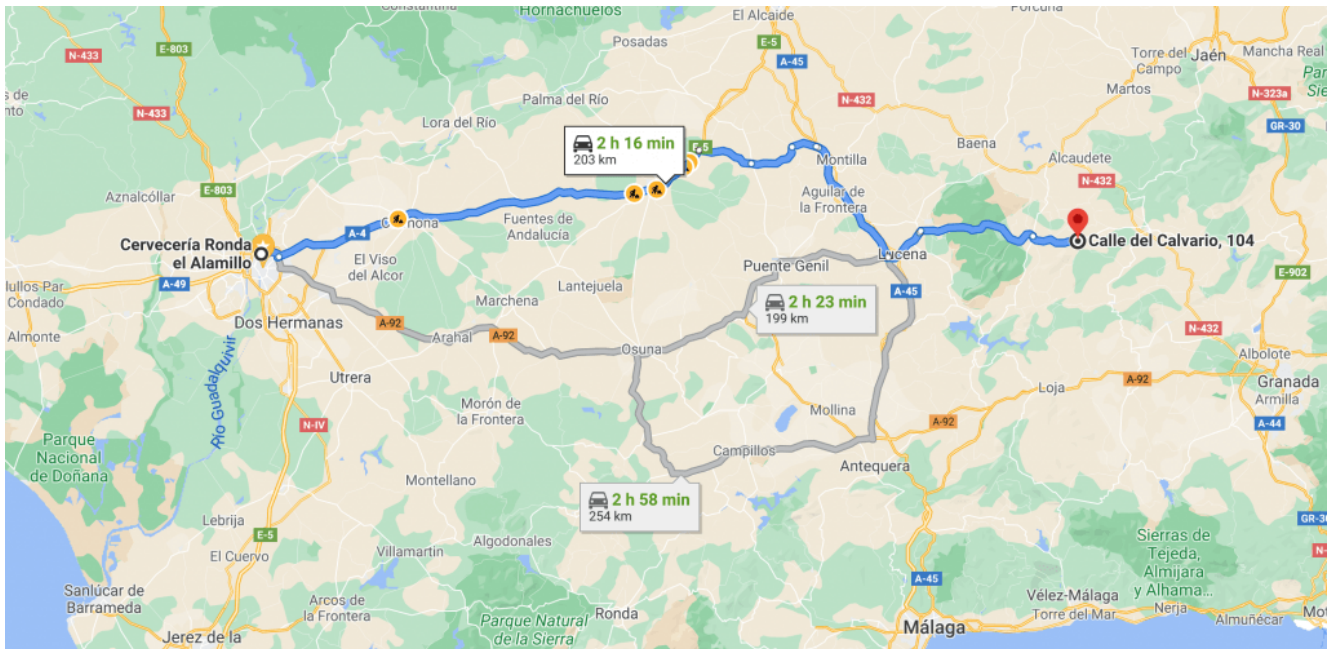 Constantina
Hornachuelos
El Alcaide
Porcuna
N-433
E-803
Posadas
E-5
A-45
Torre del
Campo
Jaén
Mancha Real
Martos
N-323a
N-433
Palma del Río
N-432
GR-30
Lora del Río
2 h 16 min
203 km
E-5
Montilla
Baena
Alcaudete
N-432
Aznalcóllar
E-803
Aguilar de
la Frontera
Fuentes de
Andalucía
A-4
Cervecería Ronda
el Alamillo
Calle del Calvario, 104
El Viso
del Alcor
Lucena
Puente Genil
E-902
A-49
Condado
Lantejuela
Marchena
A-45
2 h 23 min
199 km
Dos Hermanas
A-92
Arahal
A-92
Osuna
N-432
Almonte
Río Guadalquivir
Utrera
Albolote
Granada
Armilla
Loja
A-92
Morón de
la Frontera
Mollina
A-92
A-44
N-IV
Parque
Nacional
de Doñana
Campillos
Antequera
Montellano
2 h 58 min
254 km
Lebrija
E-5
El Cuervo
Villamartin
Algodonales
Sierras de
Tejeda,
Almijara
y Alhama...
Sanlúcar de
Barrameda
Arcos de
la Frontera
A-45
Vélez-Málaga
Torre del Mar
Nerja
Almuñécar
Parque Natural
de la Sierra
Ronda
Málaga
Jerez de la